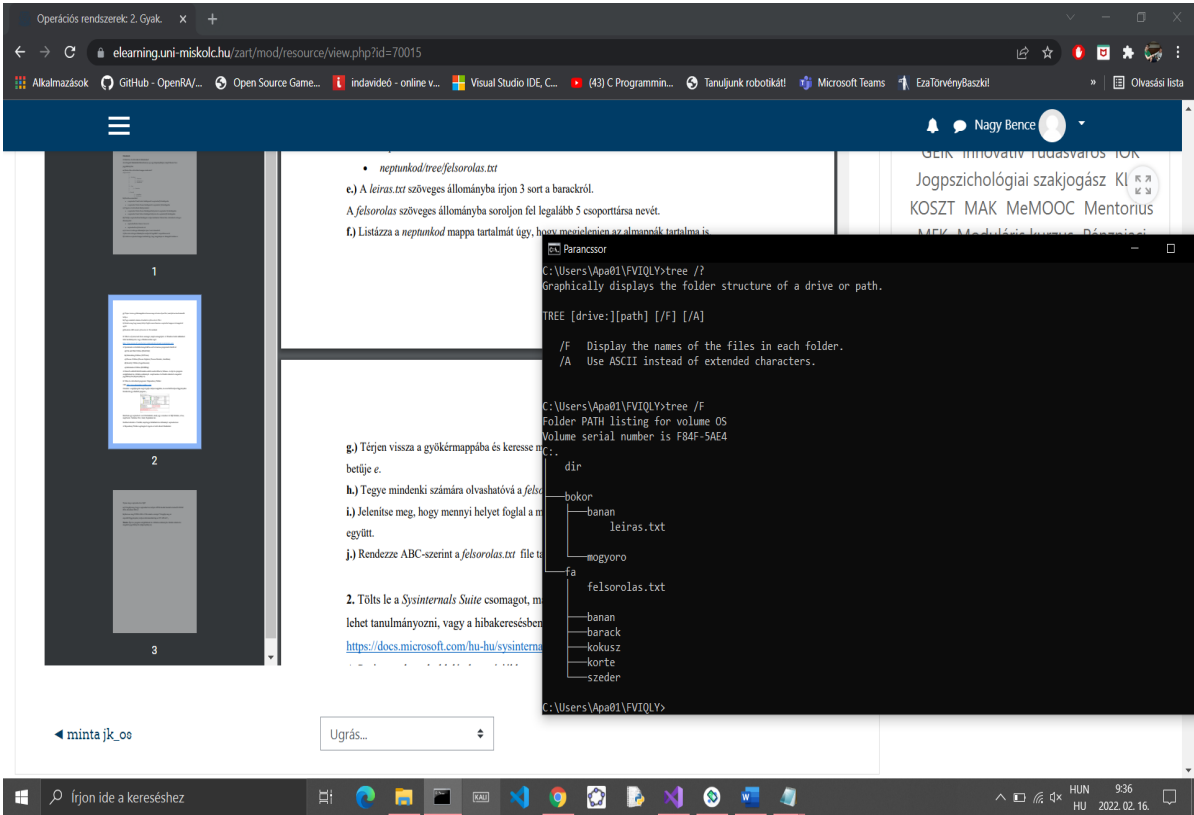 Operációs rendszerek: 2. Gyak.
elearning.uni-miskolc.hu/zart/mod/resource/view.php?id=70015
Alkalmazások GitHub - OpenRA/... Open Source Game... indavideó - online v... Visual Studio IDE, C... (43) C Programmin... Tanuljunk robotikát! Microsoft Teams EzaTörvényBaszki! » Olvasási lista
Nagy Bence
GEIK Innovatív Tudásváros IOK
Jogpszichológiai szakjogász KL
KOSZT MAK MeMOOC Mentorius
MFK Moduláris kurzus Pénzpiaci
1
2
3
• neptunkod/tree/felsorolas.txt
e.) A leiras.txt szöveges állományba írjon 3 sort a barackról.
A felsorolas szöveges állományba soroljon fel legalább 5 csoporttársa nevét.
f.) Listázza a neptunkod mappa tartalmát úgy, hogy megjelenjen az almappák tartalma is.
g.) Térjen vissza a gyökérmappába és keresse m
betűje e.
h.) Tegye mindenki számára olvashatóvá a felso
i.) Jelenítse meg, hogy mennyi helyet foglal a m
együtt.
j.) Rendezze ABC-szerint a felsorolas.txt file ta
2. Tölts le a Sysinternals Suite csomagot, m
lehet tanulmányozni, vagy a hibakeresésben
https://docs.microsoft.com/hu-hu/sysinterna
Parancssor
C:\Users\Apa01\FVIQLY>tree /?
Graphically displays the folder structure of a drive or path.
TREE [drive:][path] [/F] [/A]
/F Display the names of the files in each folder.
/A Use ASCII instead of extended characters.
C:\Users\Apa01\FVIQLY>tree /F
Folder PATH listing for volume OS
Volume serial number is F84F-5AE4
C:.
dir
bokor
banan
leiras.txt
mogyoro
fa
felsorolas.txt
banan
barack
kokusz
korte
szeder
C:\Users\Apa01\FVIQLY>
◄ minta jk_os
Ugrás...
Írjon ide a kereséshez
KAU
HUN
HU
9:36
2022. 02. 16.